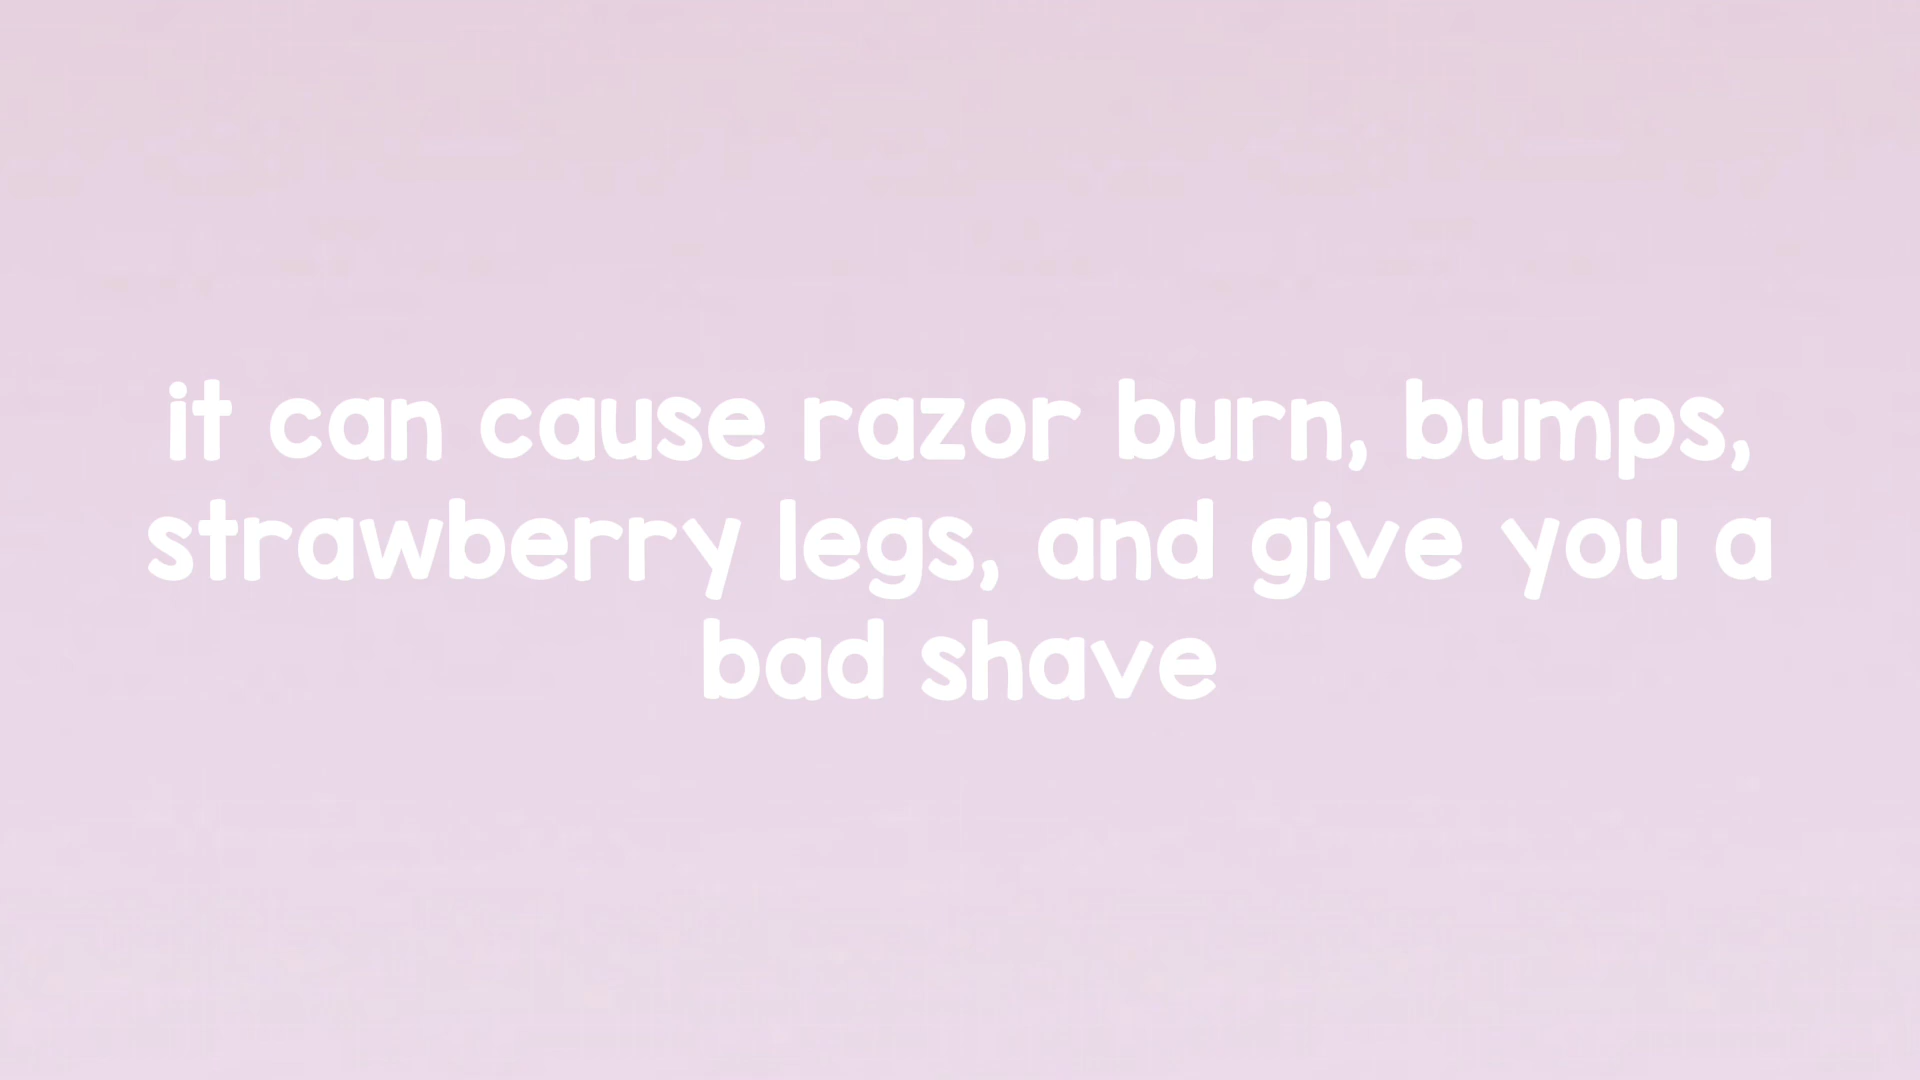 it can cause razor burn, bumps,
strawberry legs, and give you a
bad shave